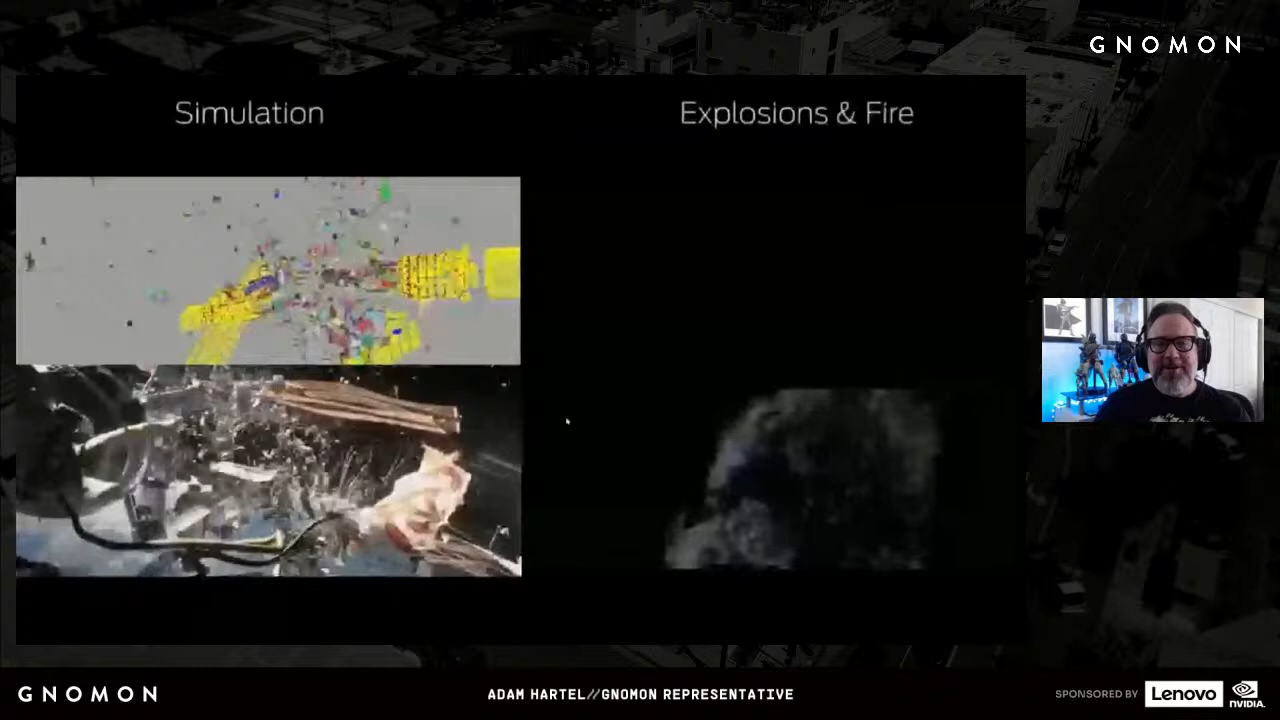 GNOMON
Simulation
Explosions & Fire
GNOMON
ADAM HARTEL//GNOMON REPRESENTATIVE
SPONSORED BY
Lenovo
NVIDIA.